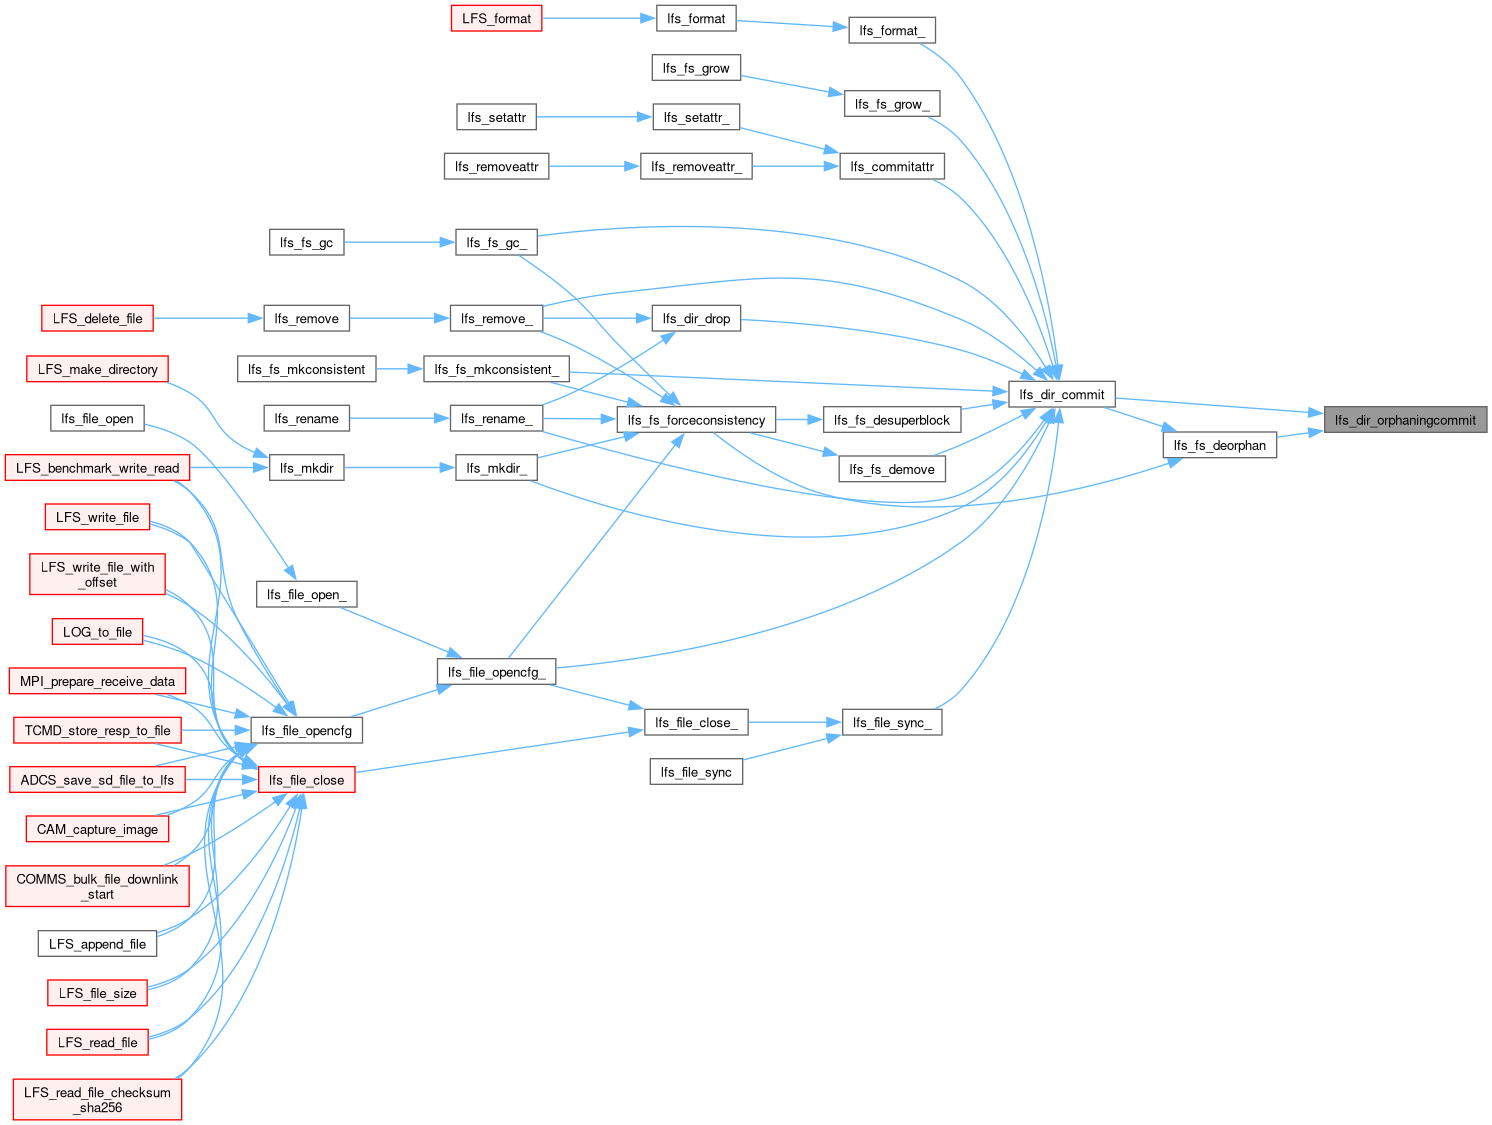 LFS_format
lfs_format
lfs_format_
lfs_fs_grow
lfs_fs_grow_
lfs_setattr
lfs_setattr_
lfs_removeattr
lfs_removeattr_
lfs_commitattr
lfs_fs_gc
lfs_fs_gc_
LFS_delete_file
lfs_remove
lfs_remove_
lfs_dir_drop
LFS_make_directory
lfs_fs_mkconsistent
lfs_fs_mkconsistent_
lfs_dir_commit
lfs_file_open
lfs_rename
lfs_rename_
lfs_fs_forceconsistency
lfs_fs_desuperblock
lfs_dir_orphaningcommit
lfs_fs_deorphan
LFS_benchmark_write_read
lfs_mkdir
lfs_mkdir_
lfs_fs_demove
LFS_write_file
LFS_write_file_with
_offset
lfs_file_open_
LOG_to_file
MPI_prepare_receive_data
lfs_file_opencfg_
TCMD_store_resp_to_file
lfs_file_opencfg
lfs_file_close_
lfs_file_sync_
ADCS_save_sd_file_to_lfs
lfs_file_close
lfs_file_sync
CAM_capture_image
COMMS_bulk_file_downlink
_start
LFS_append_file
LFS_file_size
LFS_read_file
LFS_read_file_checksum
_sha256